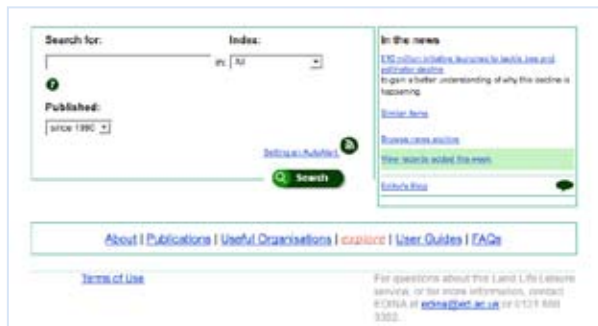 Search for:
Index:
in: All
Published:
since 1990
Setting an AutoAlert
Search
In the news
£10 million initiative launched to tackle bee and
pollinator decline
to gain a better understanding of why this decline is
happening
Similar items
Browse news archive
View records added this week
Editor's Blog
About | Publications | Useful Organisations | explore | User Guides | FAQs
Terms of Use
For questions about this Land Life Leisure
service, or for more information, contact
EDINA at edina@ed.ac.uk or 0131 650
3302.